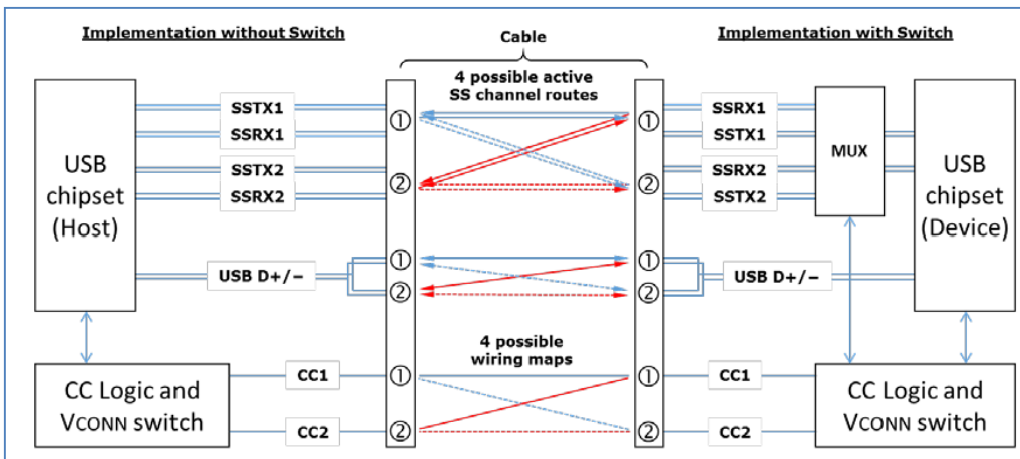 Implementation without Switch
Cable
Implementation with Switch
4 possible active
SS channel routes
USB
chipset
(Host)
SSTX1
SSRX1
SSTX2
SSRX2
USB D+/−
①
②
①
②
①
②
4 possible
wiring maps
①
②
①
②
①
②
SSRX1
SSTX1
SSRX2
SSTX2
USB D+/−
MUX
USB
chipset
(Device)
CC Logic and
VCONN switch
CC1
CC2
CC1
CC2
CC Logic and
VCONN switch